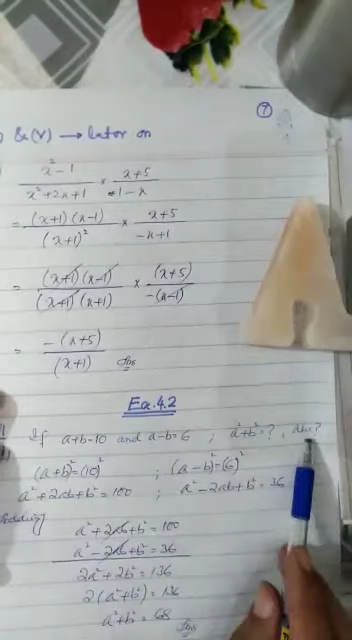 ⑦
) & (V) → later on
x² - 1 / x² + 2x + 1 × x + 5 / 1 - x
= (x+1) (x-1) / (x+1)² × x + 5 / -x + 1
= (x+1) (x-1) / (x+1) (x+1) × (x+5) / -(x-1)
= -(x+5) / (x+1) Ans
Ex.4.2
If a+b=10 and a-b=6 ; a²+b²=? , ab=?
(a+b)²=(10)² ; (a-b)²=(6)²
a²+2ab+b²=100 ; a²-2ab+b²=36
Adding
a²+2ab+b²=100
a²-2ab+b²=36
2a²+2b²=136
2(a²+b²)=136
a²+b²=68 Ans